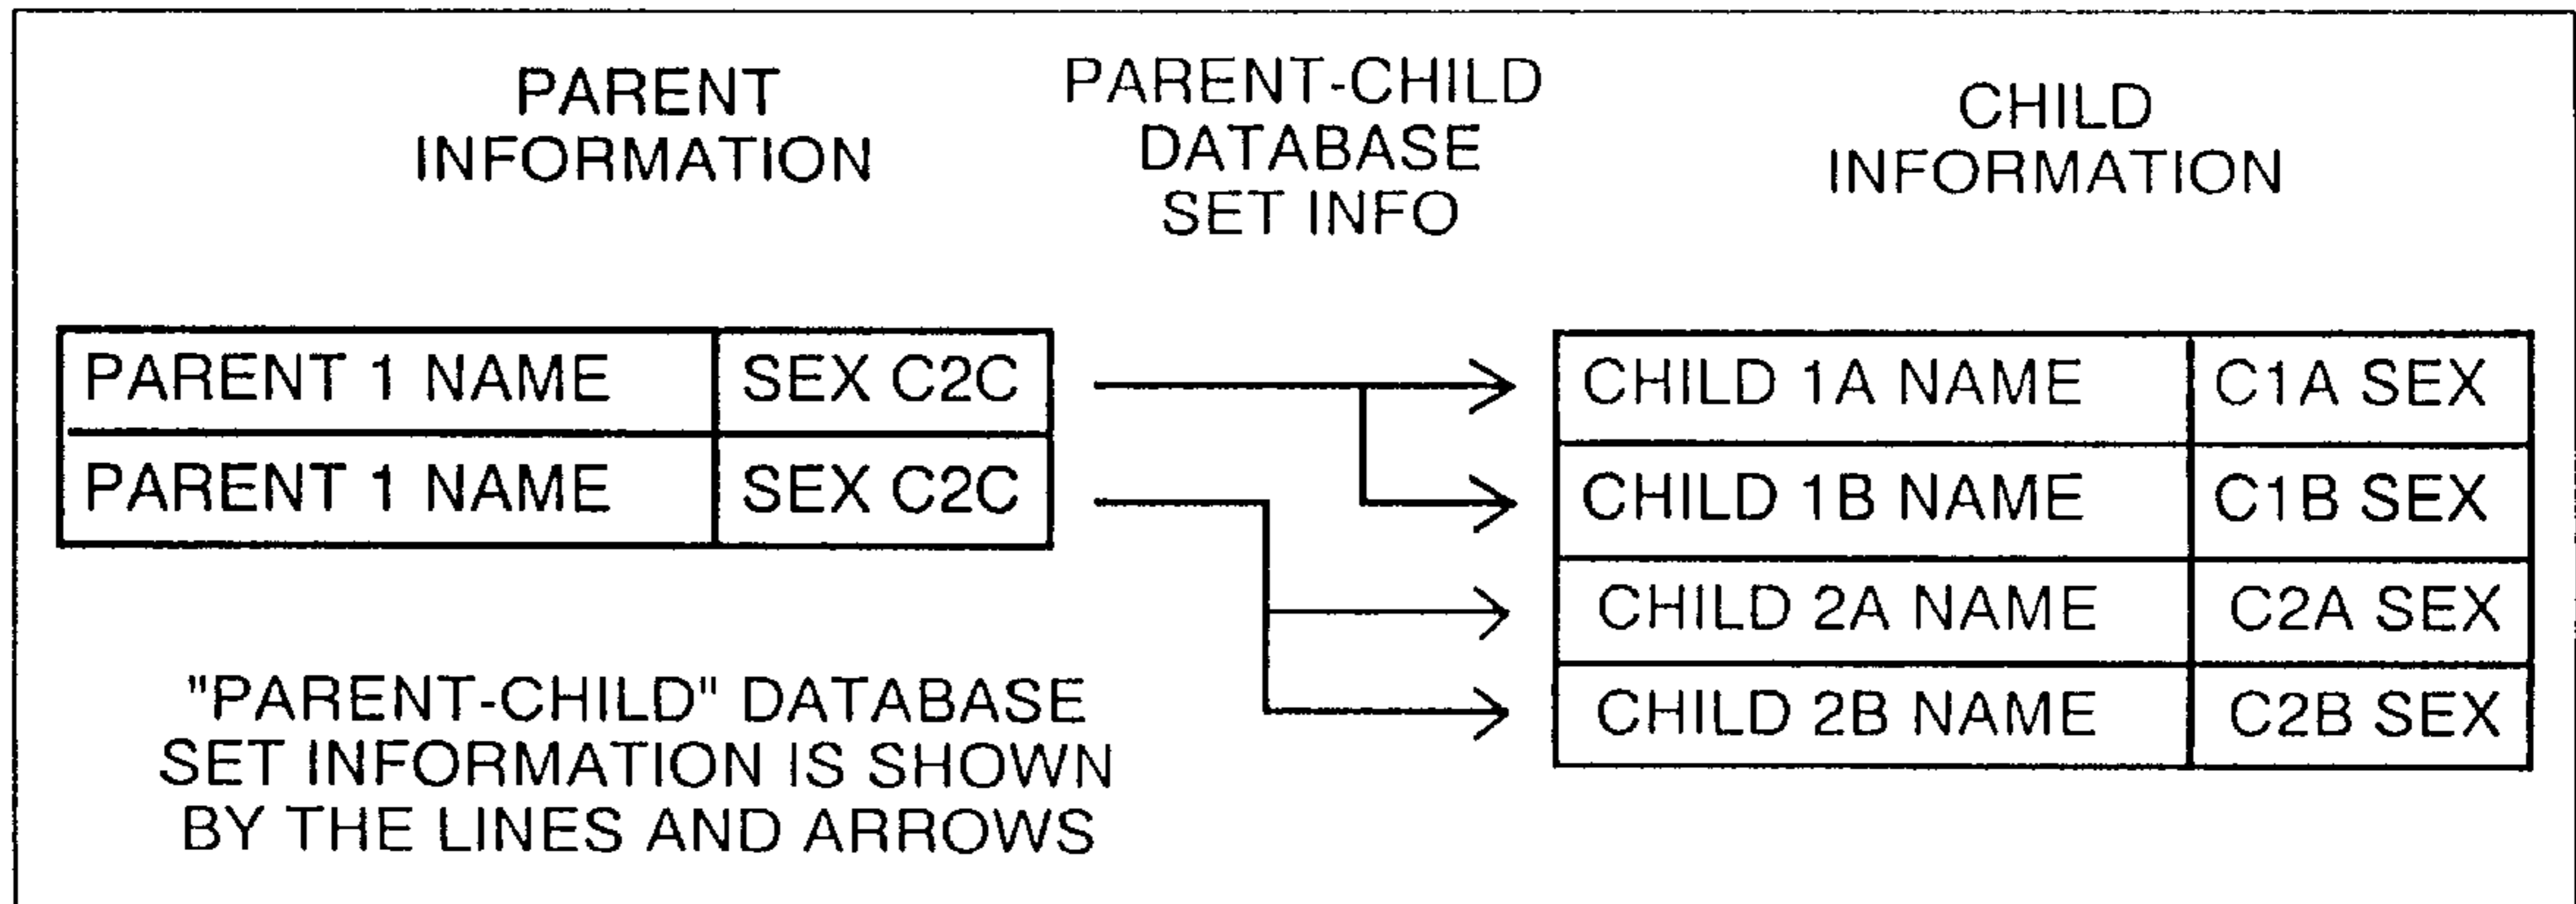 PARENT
INFORMATION
PARENT-CHILD
DATABASE
SET INFO
CHILD
INFORMATION
PARENT 1 NAME SEX C2C
PARENT 1 NAME SEX C2C
CHILD 1A NAME C1A SEX
CHILD 1B NAME C1B SEX
CHILD 2A NAME C2A SEX
CHILD 2B NAME C2B SEX
"PARENT-CHILD" DATABASE
SET INFORMATION IS SHOWN
BY THE LINES AND ARROWS